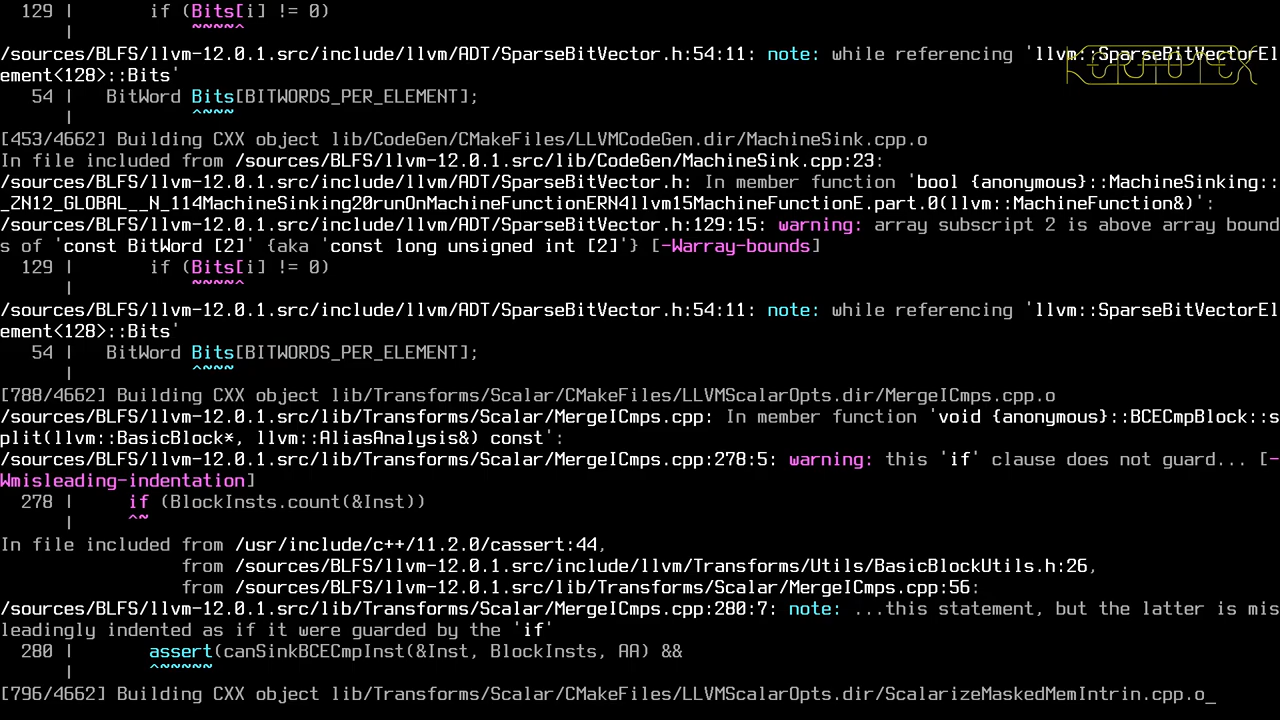 129 |       if (Bits[i] != 0)
    |           ~~~~~^
/sources/BLFS/llvm-12.0.1.src/include/llvm/ADT/SparseBitVector.h:54:11: note: while referencing 'llvm::SparseBitVectorEl
ement<128>::Bits'
   54 |   BitWord Bits[BITWORDS_PER_ELEMENT];
      |           ^~~~
[453/4662] Building CXX object lib/CodeGen/CMakeFiles/LLVMCodeGen.dir/MachineSink.cpp.o
In file included from /sources/BLFS/llvm-12.0.1.src/lib/CodeGen/MachineSink.cpp:23:
/sources/BLFS/llvm-12.0.1.src/include/llvm/ADT/SparseBitVector.h: In member function 'bool {anonymous}::MachineSinking::
_ZN12_GLOBAL__N_114MachineSinking20runOnMachineFunctionERN4llvm15MachineFunctionE.part.0(llvm::MachineFunction&)':
/sources/BLFS/llvm-12.0.1.src/include/llvm/ADT/SparseBitVector.h:129:15: warning: array subscript 2 is above array bound
s of 'const BitWord [2]' {aka 'const long unsigned int [2]'} [-Warray-bounds]
  129 |       if (Bits[i] != 0)
      |           ~~~~^
/sources/BLFS/llvm-12.0.1.src/include/llvm/ADT/SparseBitVector.h:54:11: note: while referencing 'llvm::SparseBitVectorEl
ement<128>::Bits'
   54 |   BitWord Bits[BITWORDS_PER_ELEMENT];
      |           ^~~~
[788/4662] Building CXX object lib/Transforms/Scalar/CMakeFiles/LLVMScalarOpts.dir/MergeICmps.cpp.o
/sources/BLFS/llvm-12.0.1.src/lib/Transforms/Scalar/MergeICmps.cpp: In member function 'void {anonymous}::BCECmpBlock::s
plit(llvm::BasicBlock*, llvm::AliasAnalysis&) const':
/sources/BLFS/llvm-12.0.1.src/lib/Transforms/Scalar/MergeICmps.cpp:278:5: warning: this 'if' clause does not guard... [-
Wmisleading-indentation]
  278 |     if (BlockInsts.count(&Inst))
      |     ^~
In file included from /usr/include/c++/11.2.0/cassert:44,
                 from /sources/BLFS/llvm-12.0.1.src/include/llvm/Transforms/Utils/BasicBlockUtils.h:26,
                 from /sources/BLFS/llvm-12.0.1.src/lib/Transforms/Scalar/MergeICmps.cpp:56:
/sources/BLFS/llvm-12.0.1.src/lib/Transforms/Scalar/MergeICmps.cpp:280:7: note: ...this statement, but the latter is mis
leadingly indented as if it were guarded by the 'if'
  280 |       assert(canSinkBCECmpInst(&Inst, BlockInsts, AA) &&
      |       ^~~~~~
[796/4662] Building CXX object lib/Transforms/Scalar/CMakeFiles/LLVMScalarOpts.dir/ScalarizeMaskedMemIntrin.cpp.o_